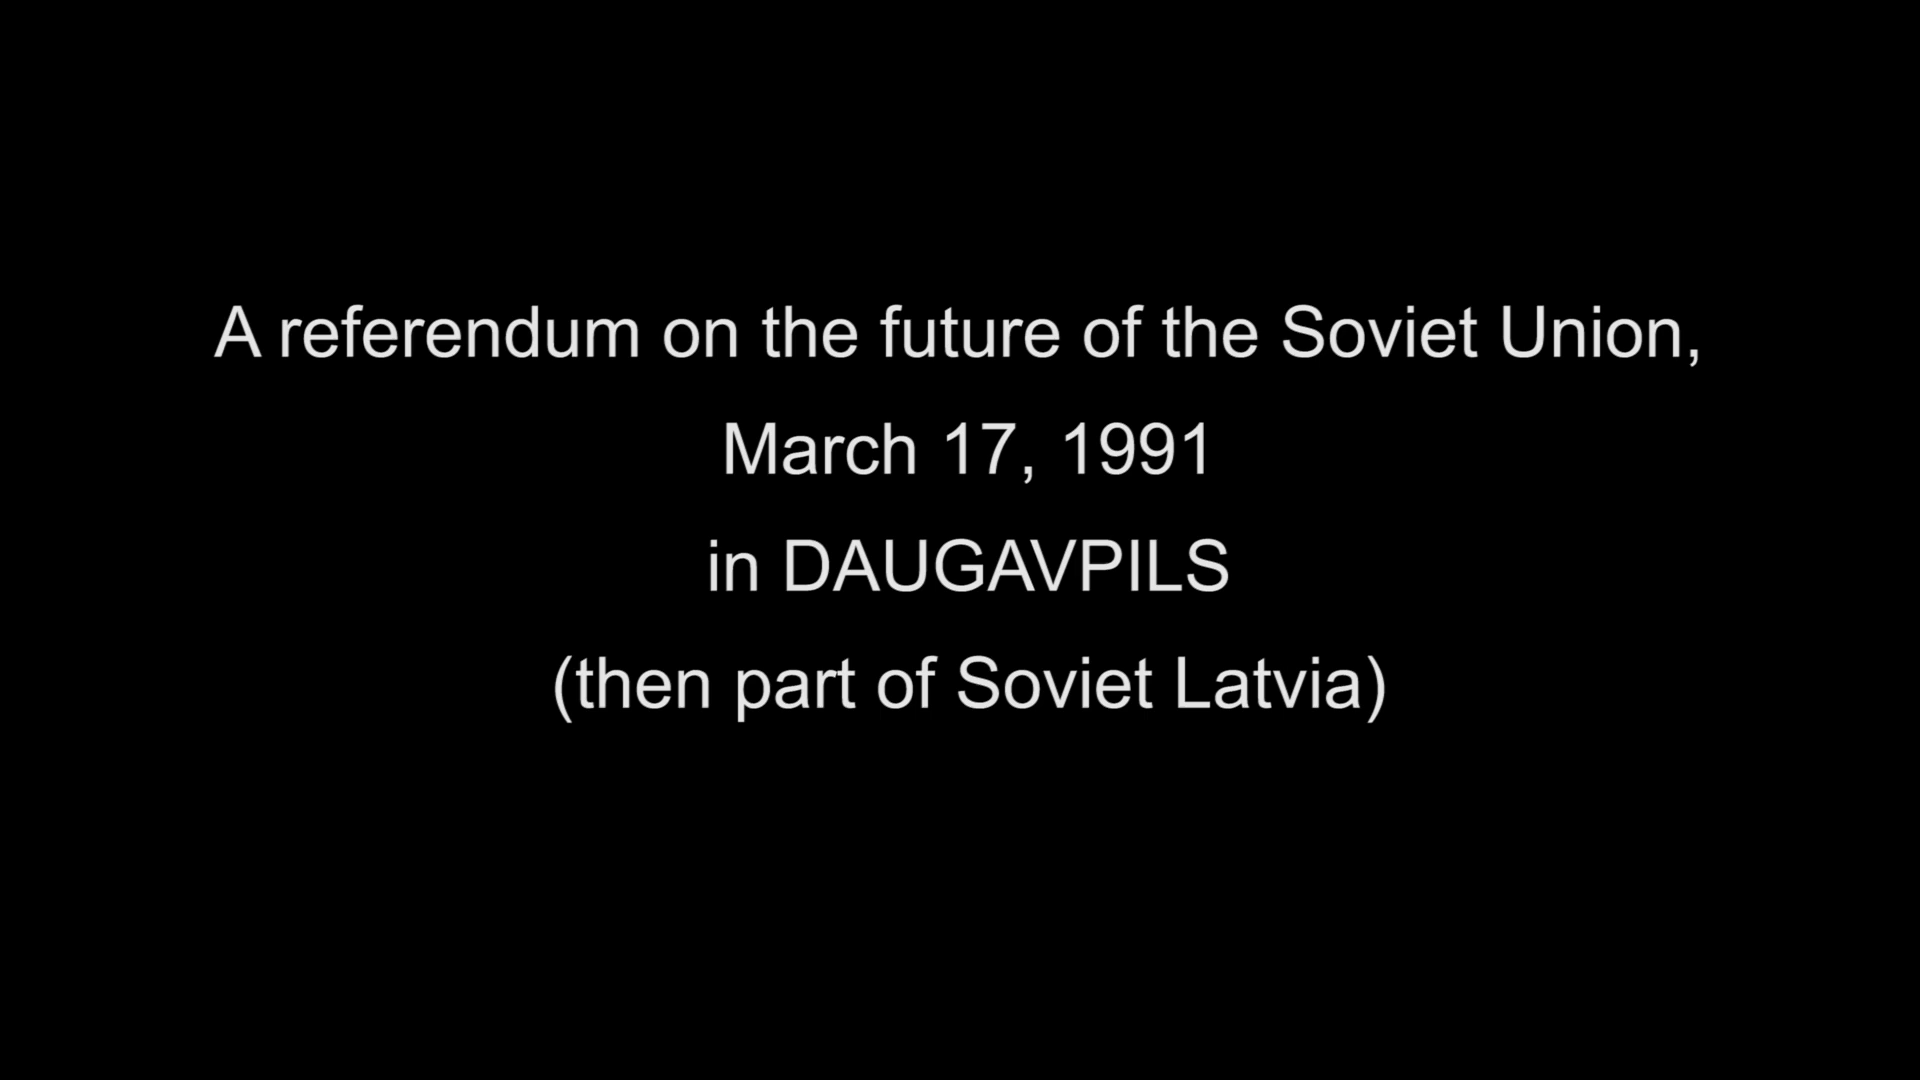 A referendum on the future of the Soviet Union,
March 17, 1991
in DAUGAVPILS
(then part of Soviet Latvia)